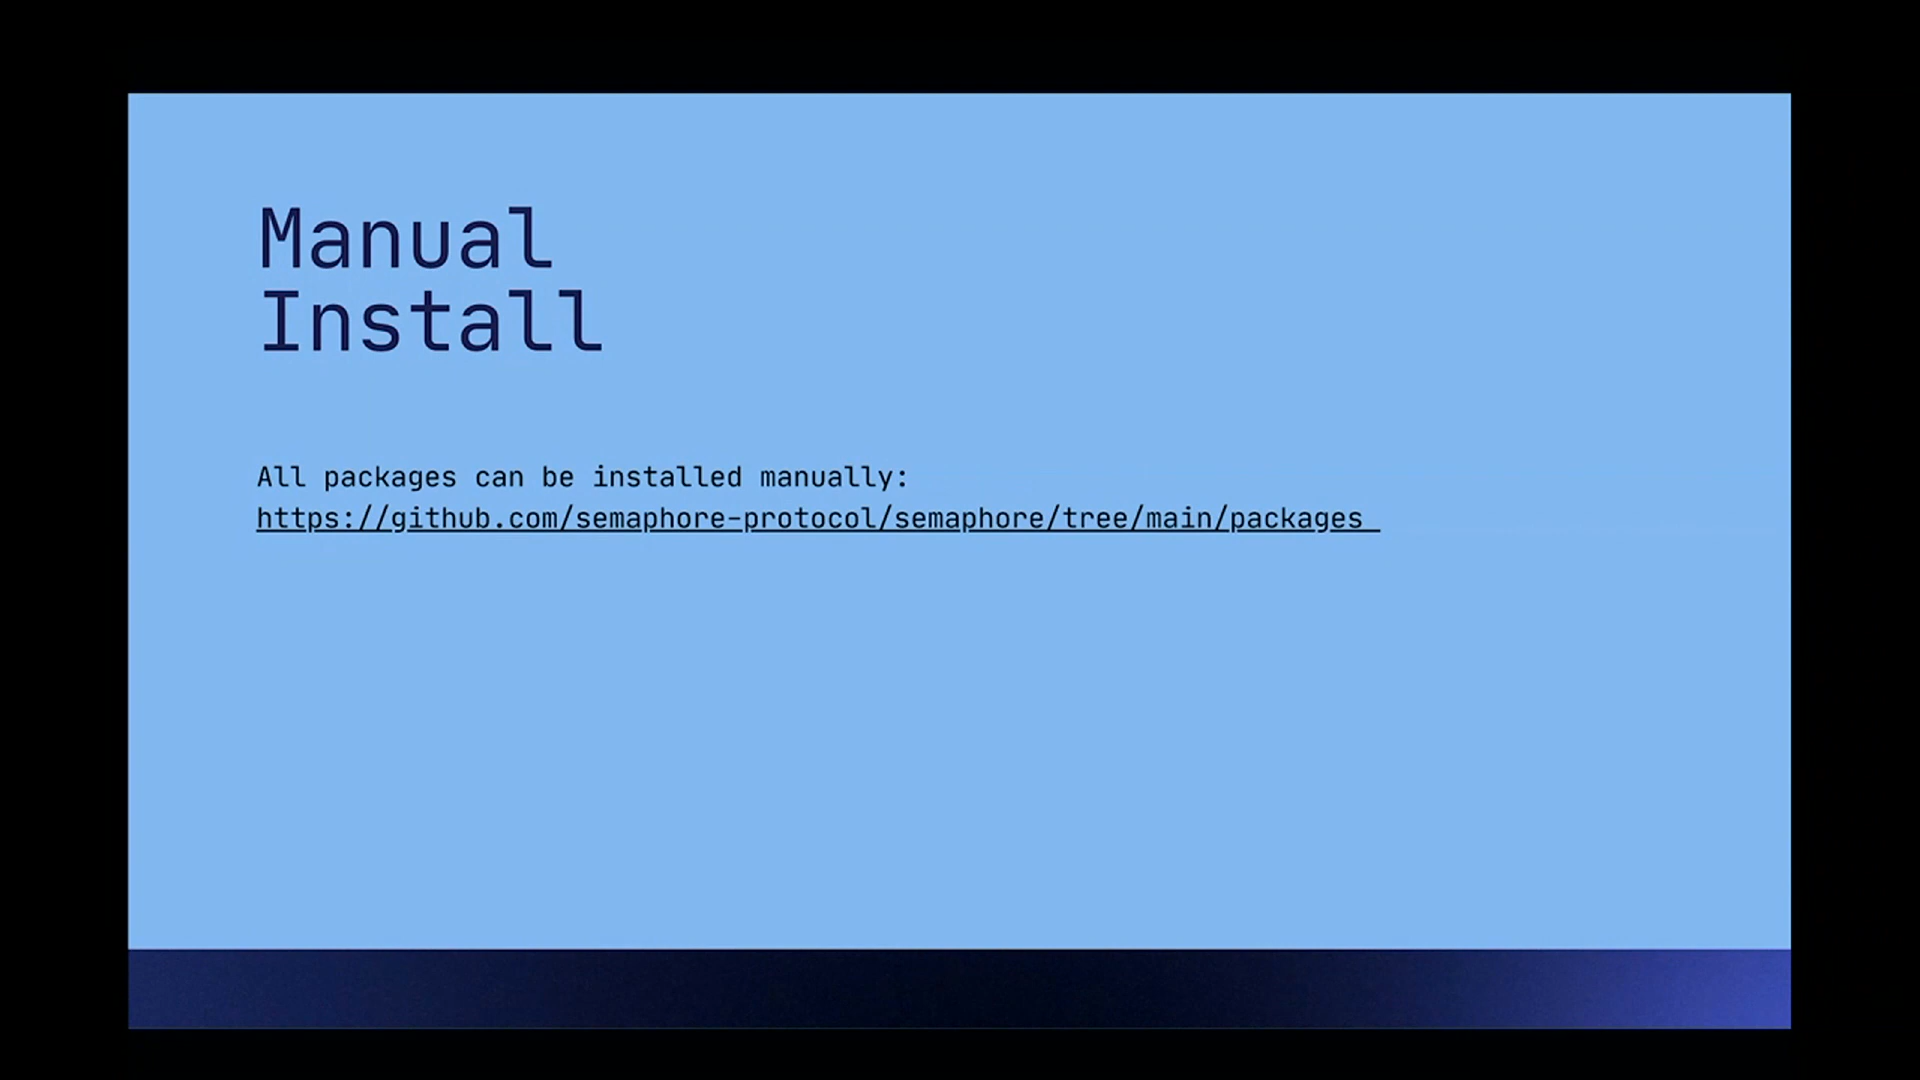 Manual
Install
All packages can be installed manually:
https://github.com/semaphore-protocol/semaphore/tree/main/packages